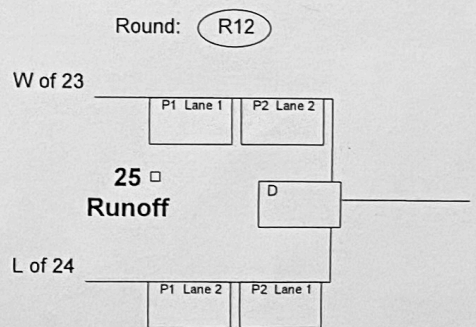 Round: R12
W of 23
P1 Lane 1 P2 Lane 2
25
Runoff
D
L of 24
P1 Lane 2 P2 Lane 1